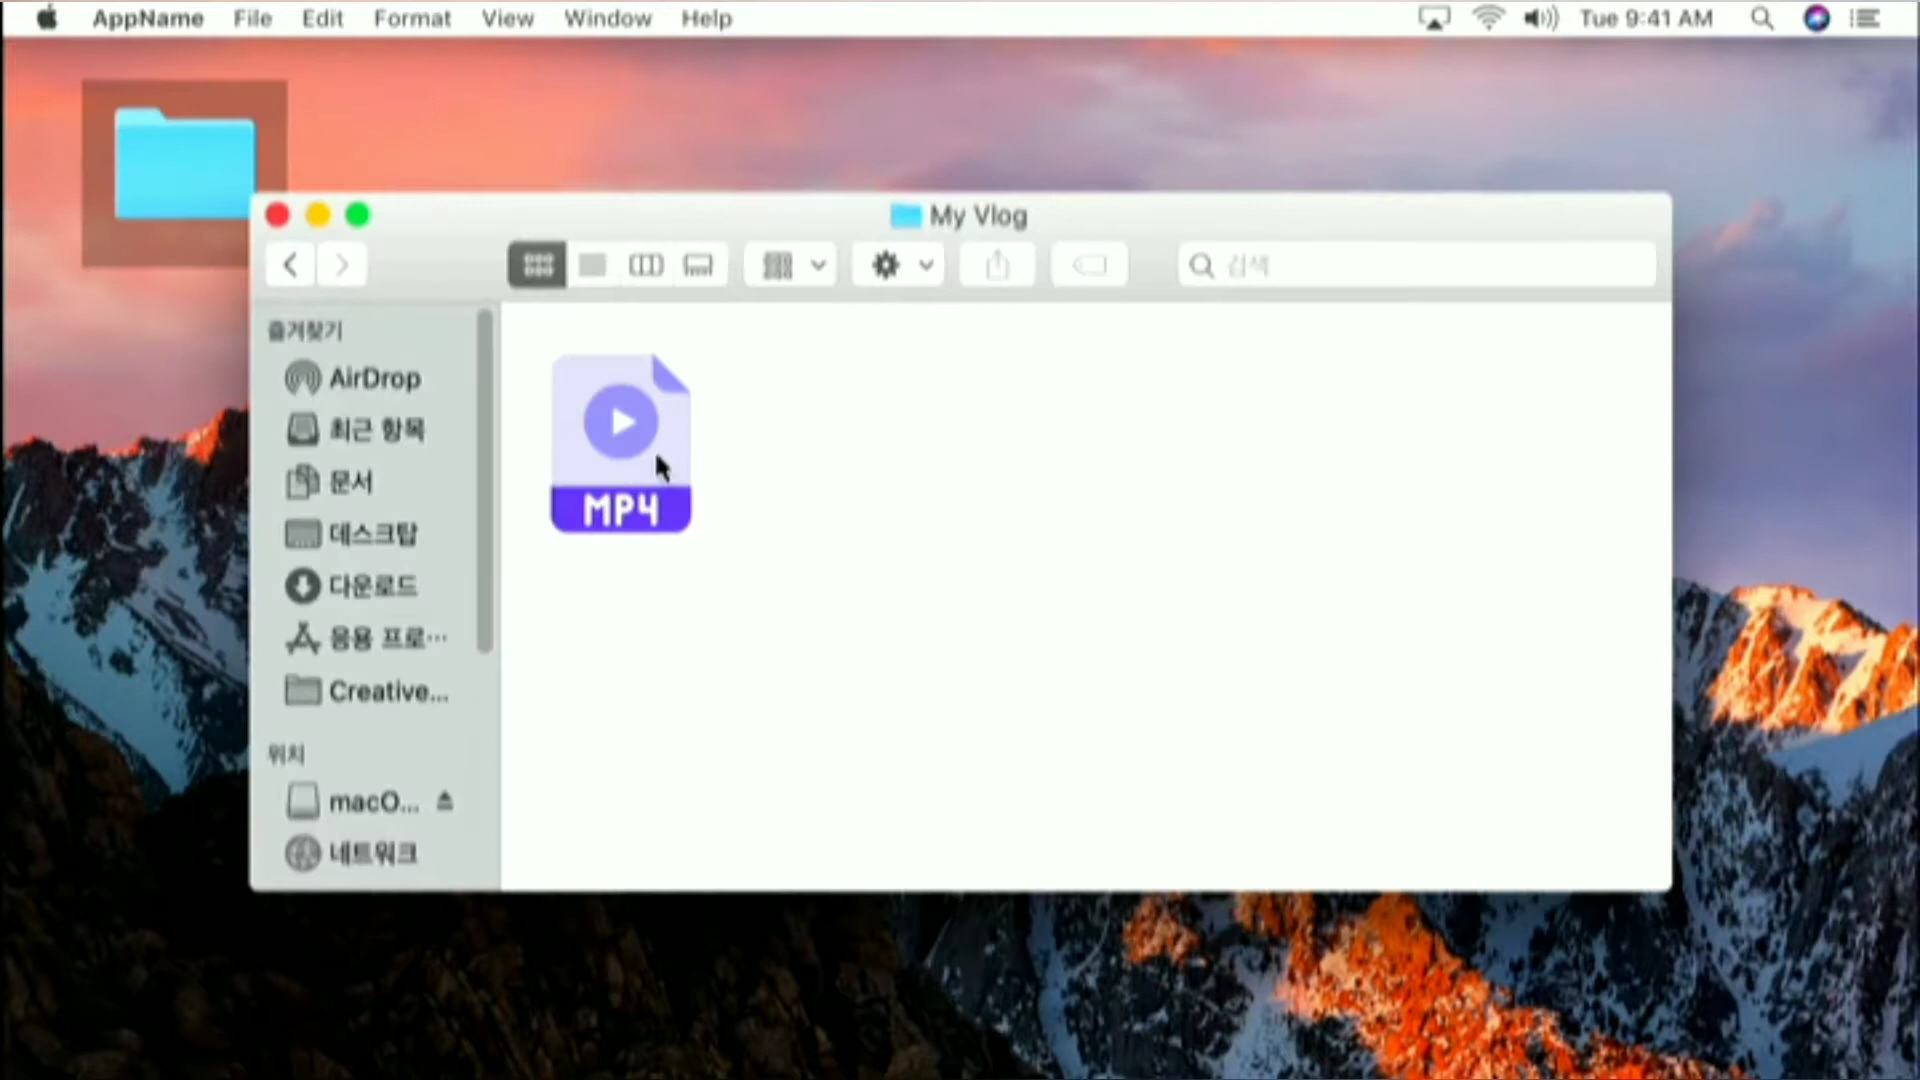 AppName File Edit Format View Window Help Tue 9:41 AM
My Vlog
검색
즐겨찾기
AirDrop
최근 항목
문서
데스크탑
다운로드
응용 프로...
Creative...
위치
macO...
네트워크
MP4